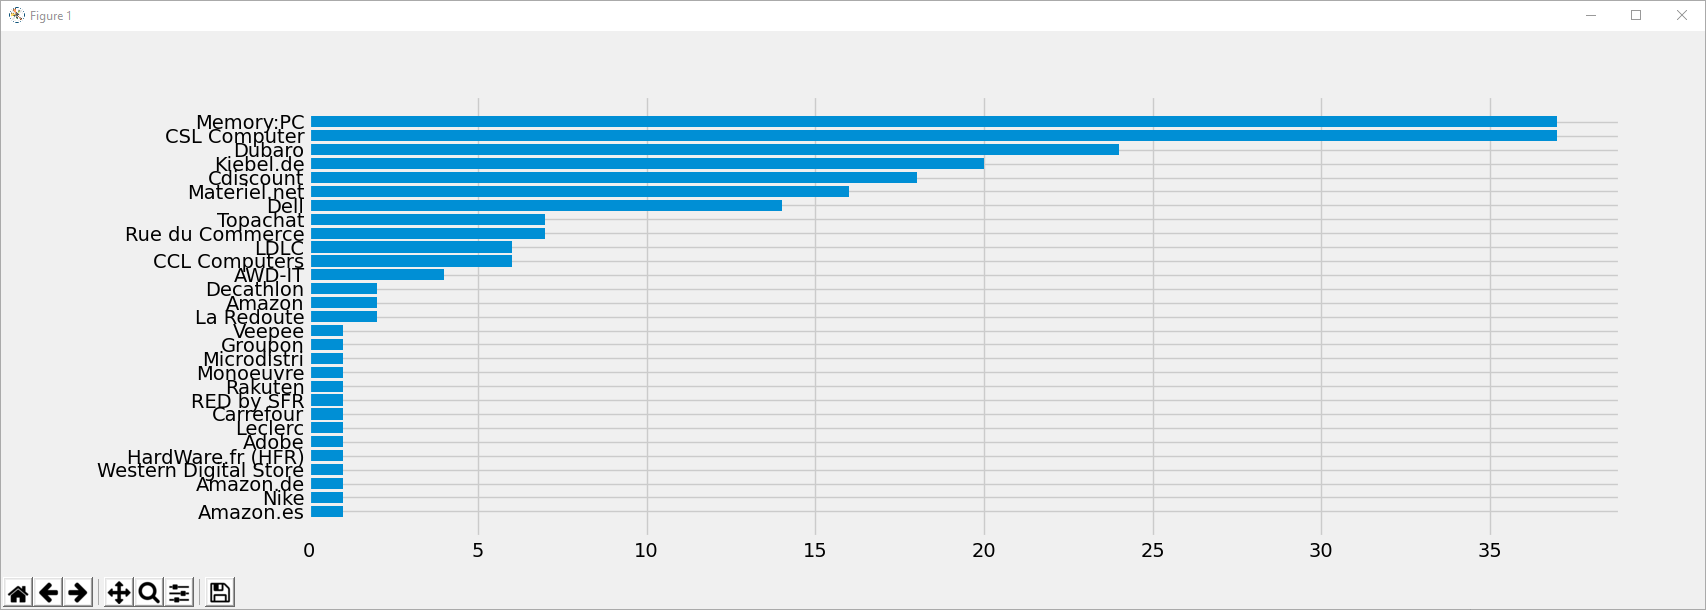 Figure 1
Memory.PC
CSL Computer
Dubaro
Kiebel.de
Cdiscount
Materiel.net
Dell
Topachat
Rue du Commerce
LDLC
CCL Computers
AWD-IT
Decathlon
Amazon
La Redoute
Veepee
Groupon
Microdistri
Monoeuvre
Rakuten
RED by SFR
Carrefour
Leclerc
Adobe
HardWare.fr (HFR)
Western Digital Store
Amazon.de
Nike
Amazon.es
0 5 10 15 20 25 30 35